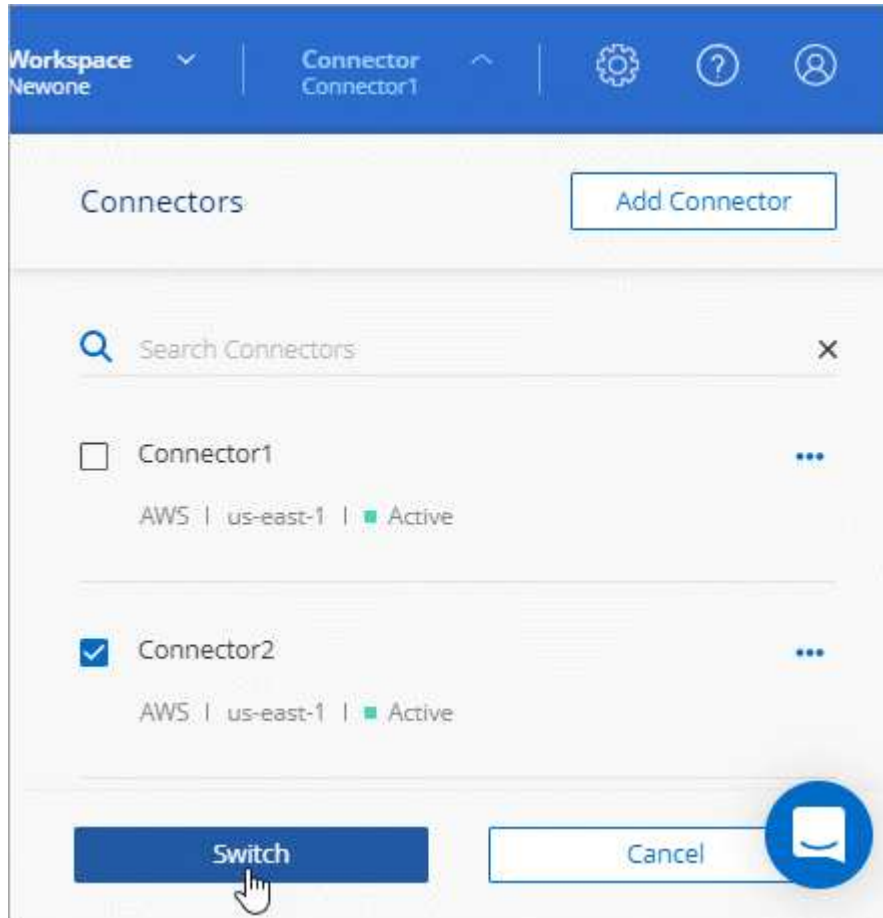 Workspace
Newone
Connector
Connector1
Connectors
Add Connector
Search Connectors
Connector1
AWS | us-east-1 | Active
Connector2
AWS | us-east-1 | Active
Switch
Cancel